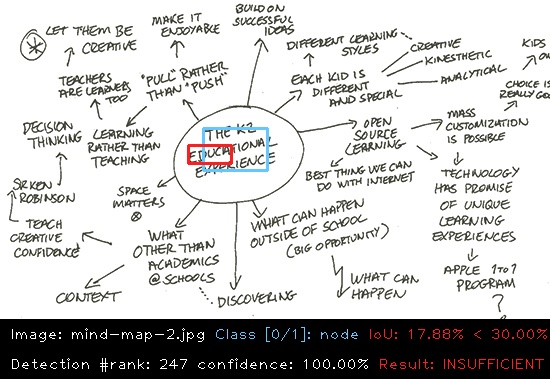 LET THEM BE
CREATIVE
MAKE IT
ENJOYABLE
BUILD ON
SUCCESSFUL
IDEAS
DIFFERENT LEARNING
STYLES
CREATIVE
KINESTHETIC
ANALYTICAL
KIDS
CHOICE IS
REALLY
TEACHERS
ARE LEARNERS
TOO
"PULL" RATHER
THAN "PUSH"
EACH KID IS
DIFFERENT
AND SPECIAL
DECISION
THINKING
LEARNING
RATHER THAN
TEACHING
THE K2
EDUCATIONAL
EXPERIENCE
OPEN
SOURCE
LEARNING
MASS
CUSTOMIZATION
IS POSSIBLE
BEST THING WE CAN
DO WITH INTERNET
TECHNOLOGY
HAS PROMISE
OF UNIQUE
LEARNING
EXPERIENCES
SIR KEN
ROBINSON
SPACE
MATTERS
TEACH
CREATIVE
CONFIDENCE
WHAT
OTHER THAN
ACADEMICS
@ SCHOOLS
WHAT CAN HAPPEN
OUTSIDE OF SCHOOL
(BIG OPPORTUNITY)
APPLE 1 TO 1
PROGRAM
?
CONTEXT
DISCOVERING
WHAT CAN
HAPPEN
Image: mind-map-2.jpg Class [0/1]: node IoU: 17.88% < 30.00%
Detection #rank: 247 confidence: 100.00% Result: INSUFFICIENT